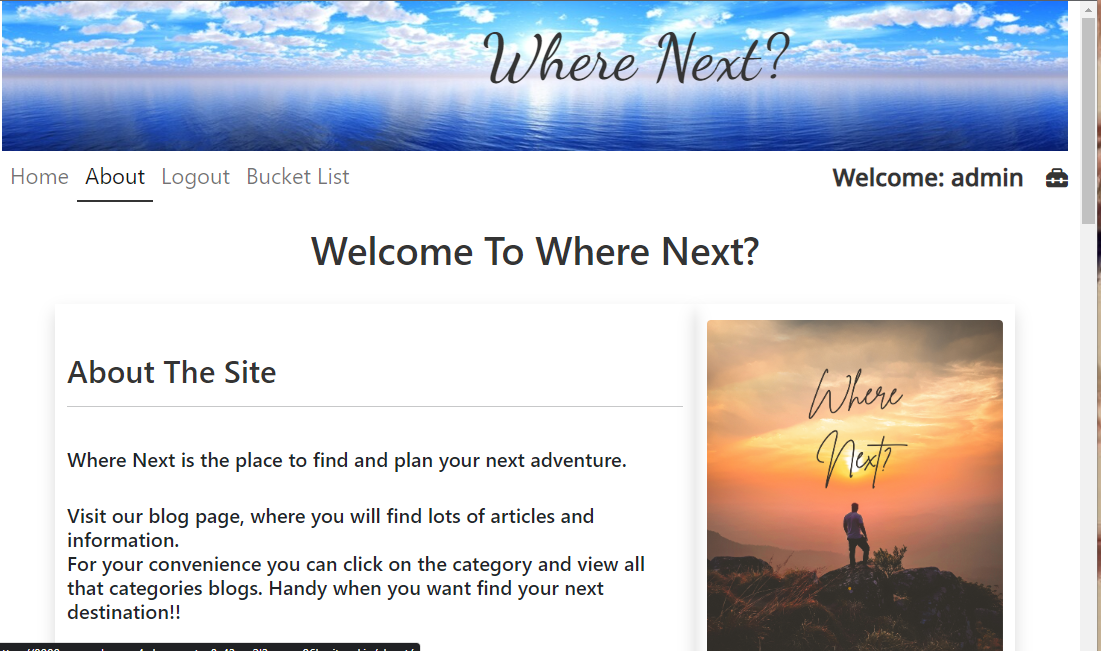 Where Next?
Home About Logout Bucket List Welcome: admin
Welcome To Where Next?
About The Site
Where
Next?
Where Next is the place to find and plan your next adventure.
Visit our blog page, where you will find lots of articles and
information.
For your convenience you can click on the category and view all
that categories blogs. Handy when you want find your next
destination!!